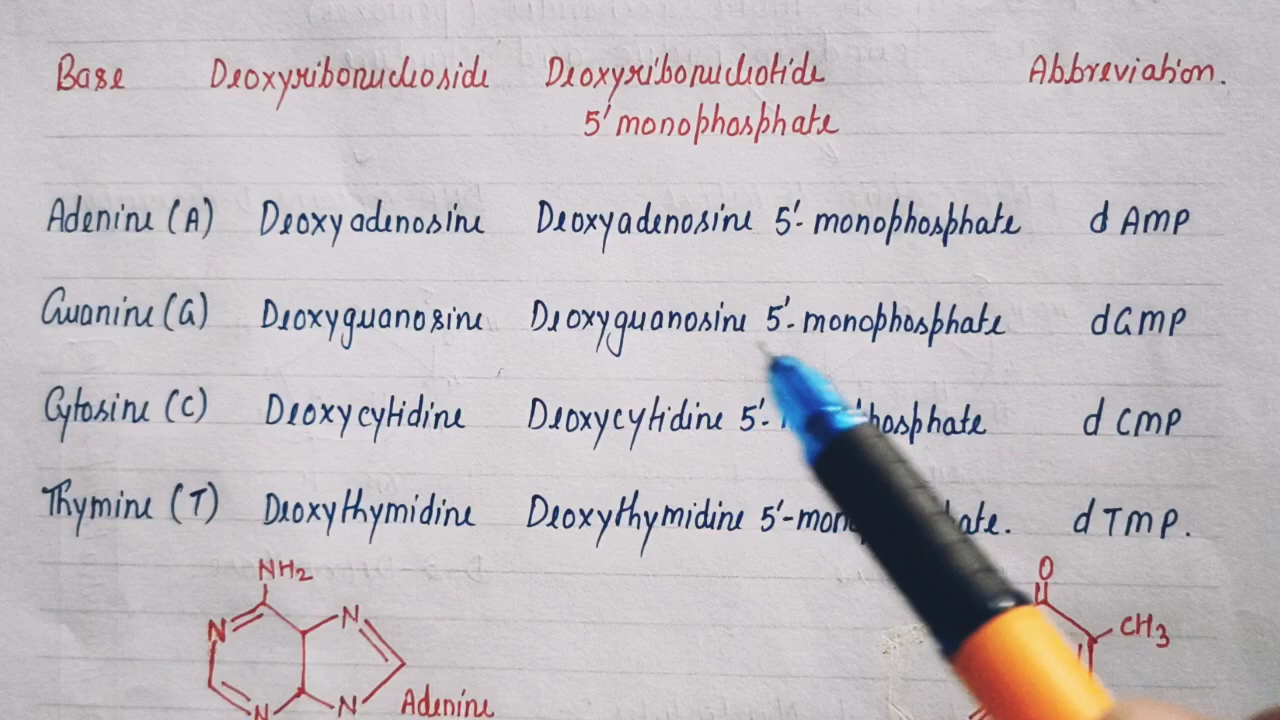 Base Deoxyribonucleoside Deoxyribonucleotide Abbreviation.
5' monophosphate
Adenine (A) Deoxyadenosine Deoxyadenosine 5'- monophosphate dAMP
Guanine (G) Deoxyguanosine Deoxyguanosine 5'- monophosphate dGMP
Cytosine (C) Deoxycytidine Deoxycytidine 5'- dCMP
Thymine (T) Deoxythymidine Deoxythymidine 5'- dTMP.
NH2 O
N N CH3
N N Adenine